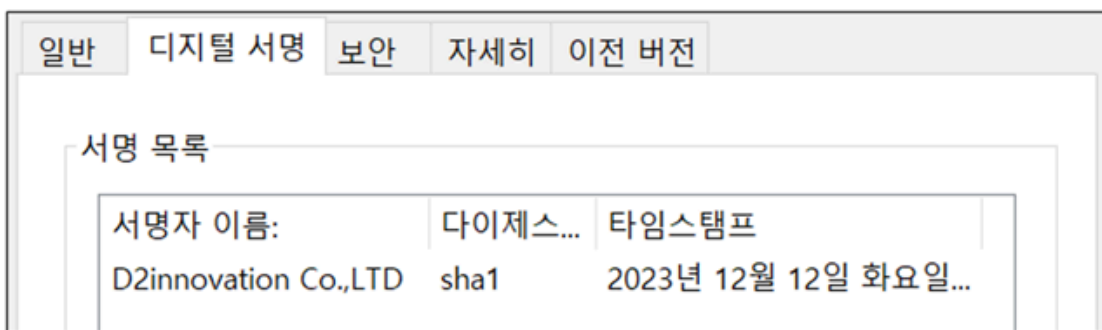 일반 디지털 서명 보안 자세히 이전 버전
서명 목록
서명자 이름: 다이제스... 타임스탬프
D2innovation Co.,LTD sha1 2023년 12월 12일 화요일...